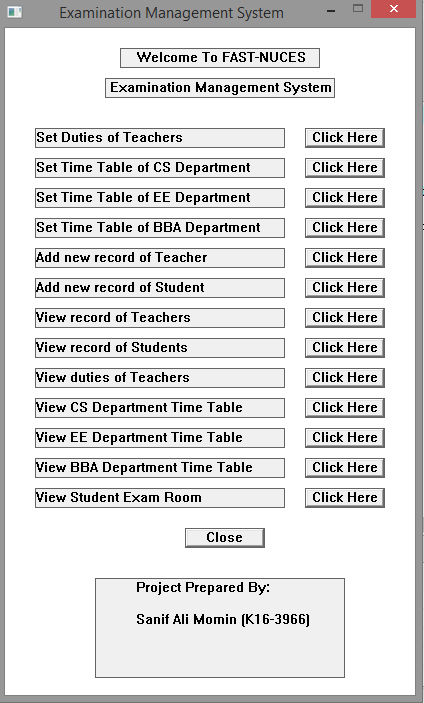 Examination Management System
Welcome To FAST-NUCES
Examination Management System
Set Duties of Teachers Click Here
Set Time Table of CS Department Click Here
Set Time Table of EE Department Click Here
Set Time Table of BBA Department Click Here
Add new record of Teacher Click Here
Add new record of Student Click Here
View record of Teachers Click Here
View record of Students Click Here
View duties of Teachers Click Here
View CS Department Time Table Click Here
View EE Department Time Table Click Here
View BBA Department Time Table Click Here
View Student Exam Room Click Here
Close
Project Prepared By:
Sanif Ali Momin (K16-3966)